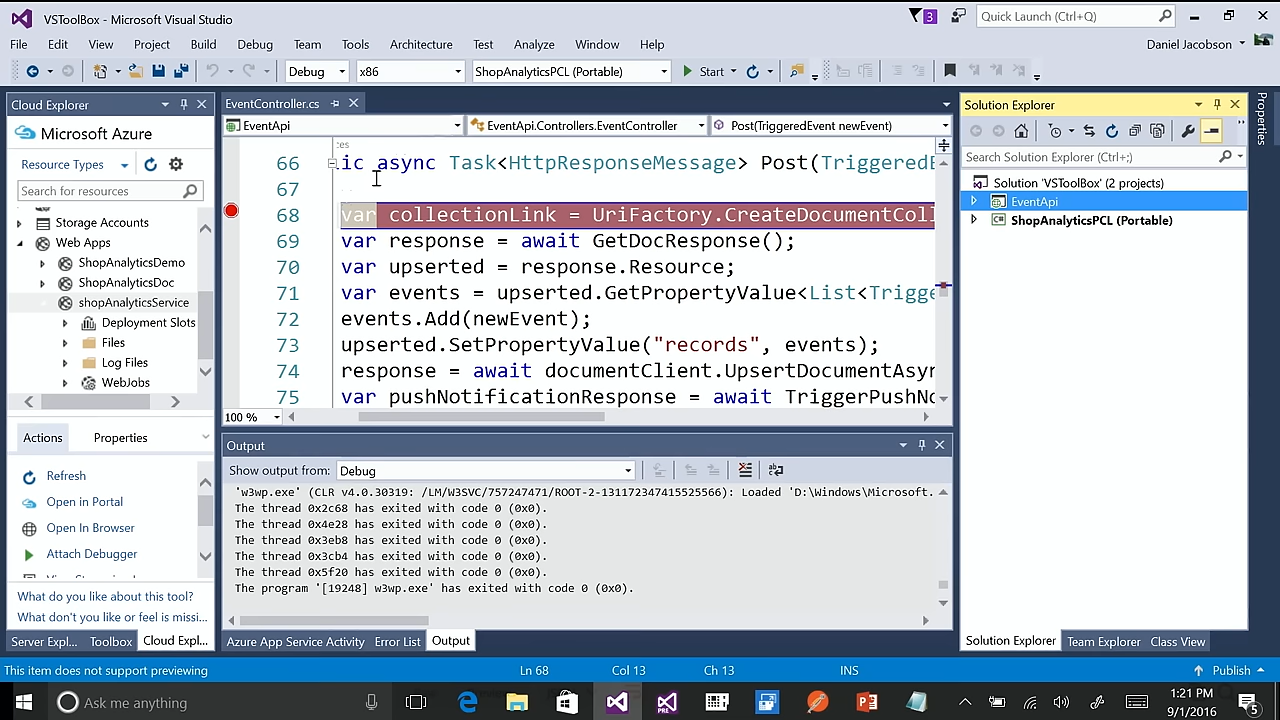 VSToolBox - Microsoft Visual Studio
3
Quick Launch (Ctrl+Q)
File Edit View Project Build Debug Team Tools Architecture Test Analyze Window Help
Daniel Jacobson
Debug x86 ShopAnalyticsPCL (Portable) Start
Cloud Explorer
Microsoft Azure
Resource Types
Search for resources
Storage Accounts
Web Apps
ShopAnalyticsDemo
ShopAnalyticsDoc
shopAnalyticsService
Deployment Slots
Files
Log Files
WebJobs
Actions Properties
Refresh
Open in Portal
Open In Browser
Attach Debugger
What do you like about this tool?
What don't you like or feel is missi...
Server Expl... Toolbox Cloud Expl...
EventController.cs
EventApi EventApi.Controllers.EventController Post(TriggeredEvent newEvent)
66 ic async Task<HttpResponseMessage> Post(TriggeredE
67
68 var collectionLink = UriFactory.CreateDocumentColl
69 var response = await GetDocResponse();
70 var upserted = response.Resource;
71 var events = upserted.GetPropertyValue<List<Trigge
72 events.Add(newEvent);
73 upserted.SetPropertyValue("records", events);
74 response = await documentClient.UpsertDocumentAsyn
75 var pushNotificationResponse = await TriggerPushNo
100 %
Output
Show output from: Debug
'w3wp.exe' (CLR v4.0.30319: /LM/W3SVC/757247471/ROOT-2-131172347415525566): Loaded 'D:\Windows\Microsoft.
The thread 0x2c68 has exited with code 0 (0x0).
The thread 0x4e28 has exited with code 0 (0x0).
The thread 0x3eb8 has exited with code 0 (0x0).
The thread 0x3cb4 has exited with code 0 (0x0).
The thread 0x5f20 has exited with code 0 (0x0).
The program '[19248] w3wp.exe' has exited with code 0 (0x0).
Azure App Service Activity Error List Output
Solution Explorer
Search Solution Explorer (Ctrl+;)
Solution 'VSToolBox' (2 projects)
EventApi
ShopAnalyticsPCL (Portable)
Solution Explorer Team Explorer Class View
Properties
This item does not support previewing Ln 68 Col 13 Ch 13 INS Publish
Ask me anything
1:21 PM
9/1/2016
5